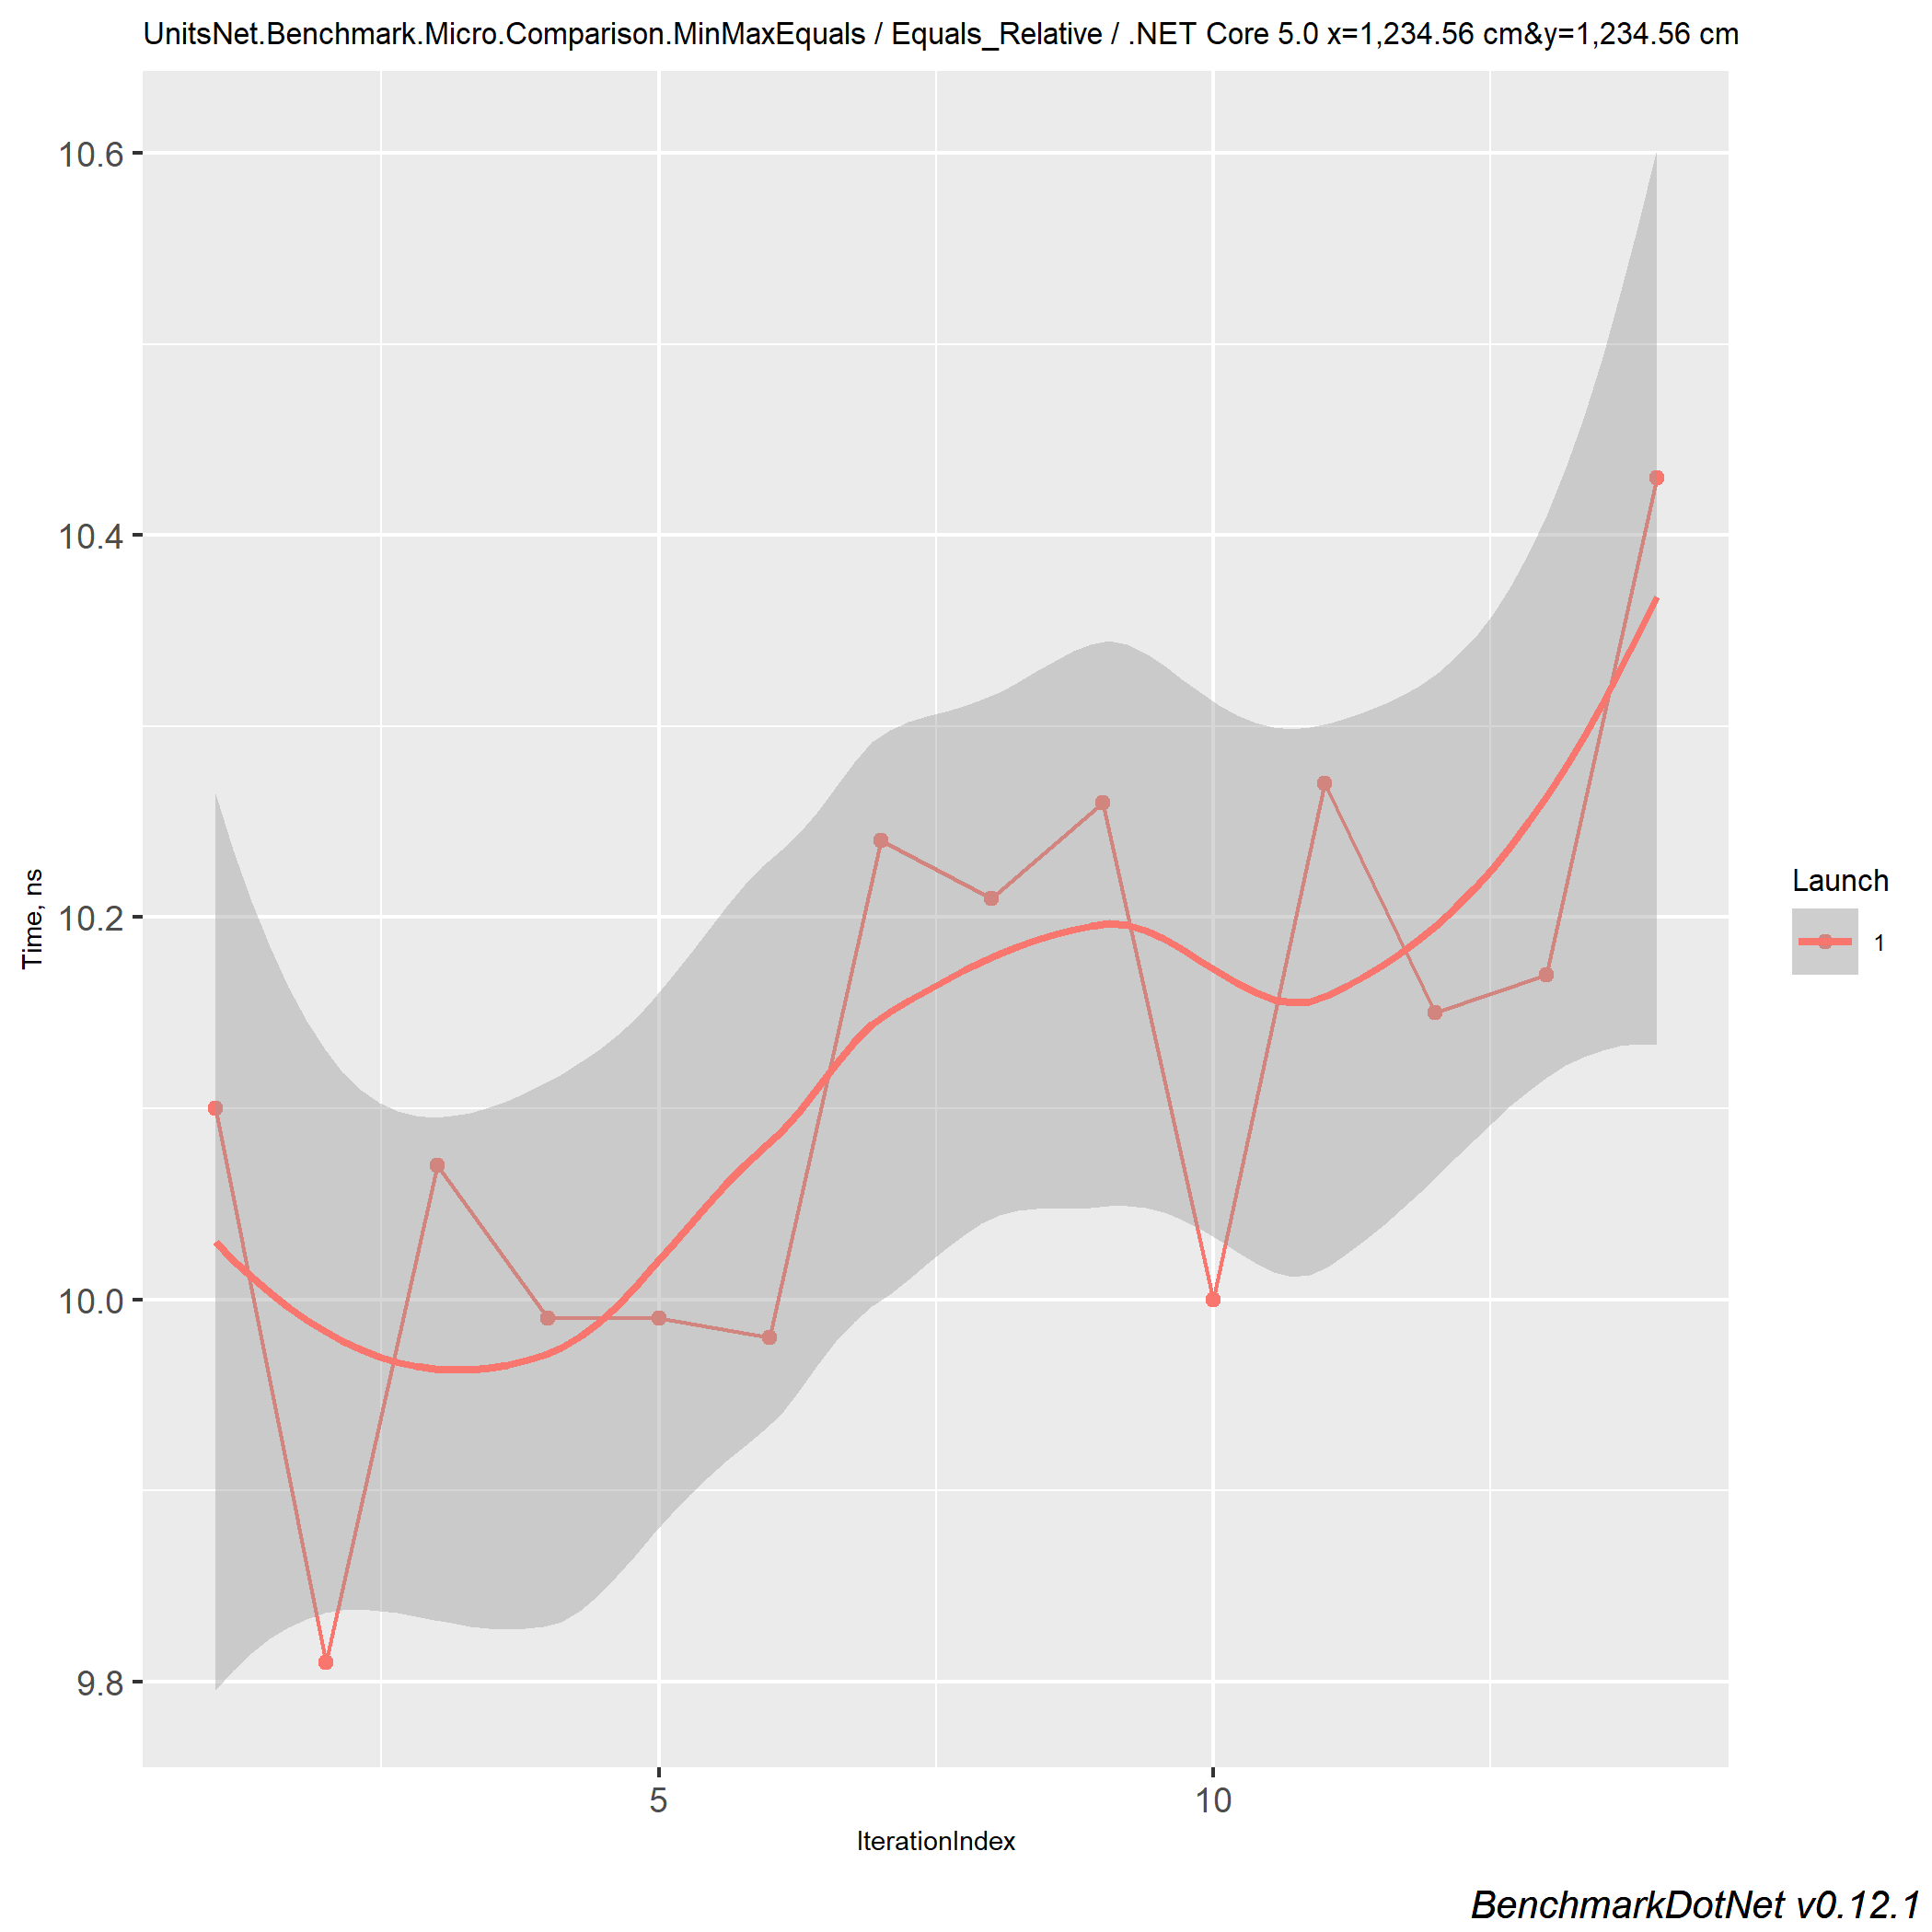 UnitsNet.Benchmark.Micro.Comparison.MinMaxEquals / Equals_Relative / .NET Core 5.0 x=1,234.56 cm&y=1,234.56 cm
10.6
10.4
10.2
10.0
9.8
Time, ns
5
10
IterationIndex
Launch
1
BenchmarkDotNet v0.12.1